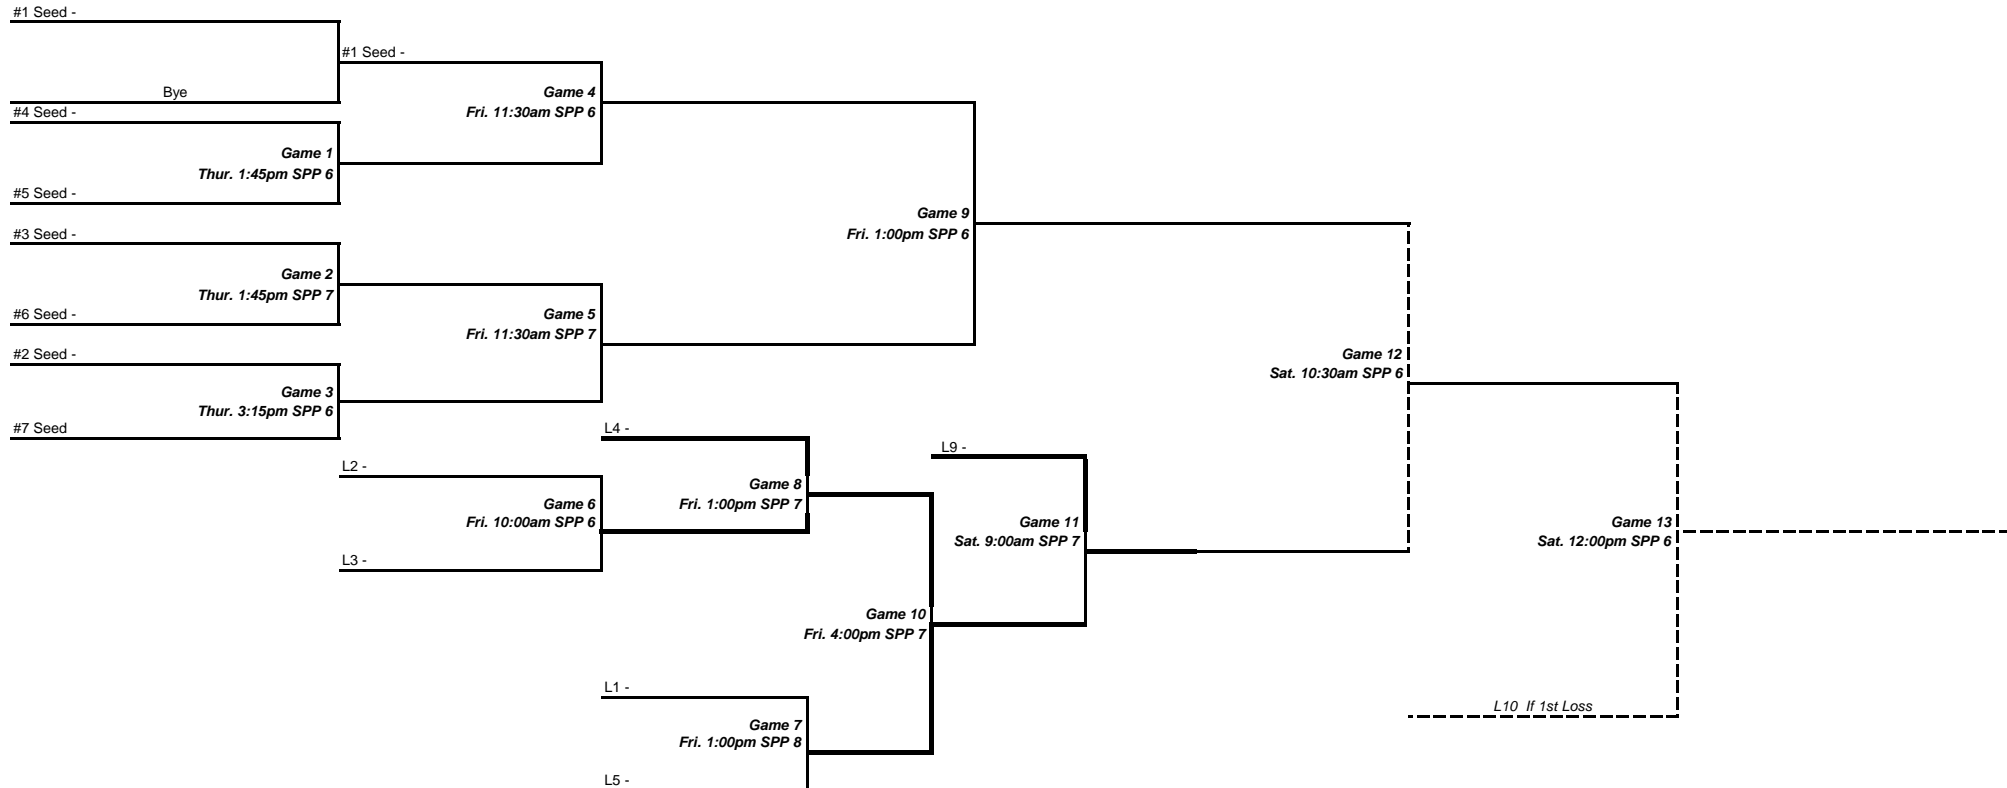 #1 Seed -
#1 Seed -
Bye
Game 4
Fri. 11:30am SPP 6
#4 Seed -
Game 1
Thur. 1:45pm SPP 6
#5 Seed -
Game 9
Fri. 1:00pm SPP 6
#3 Seed -
Game 2
Thur. 1:45pm SPP 7
#6 Seed -
Game 5
Fri. 11:30am SPP 7
#2 Seed -
Game 12
Sat. 10:30am SPP 6
Game 3
Thur. 3:15pm SPP 6
#7 Seed
L4 -
L9 -
L2 -
Game 8
Fri. 1:00pm SPP 7
Game 6
Fri. 10:00am SPP 6
Game 11
Sat. 9:00am SPP 7
Game 13
Sat. 12:00pm SPP 6
L3 -
Game 10
Fri. 4:00pm SPP 7
L1 -
L10 If 1st Loss
Game 7
Fri. 1:00pm SPP 8
L5 -